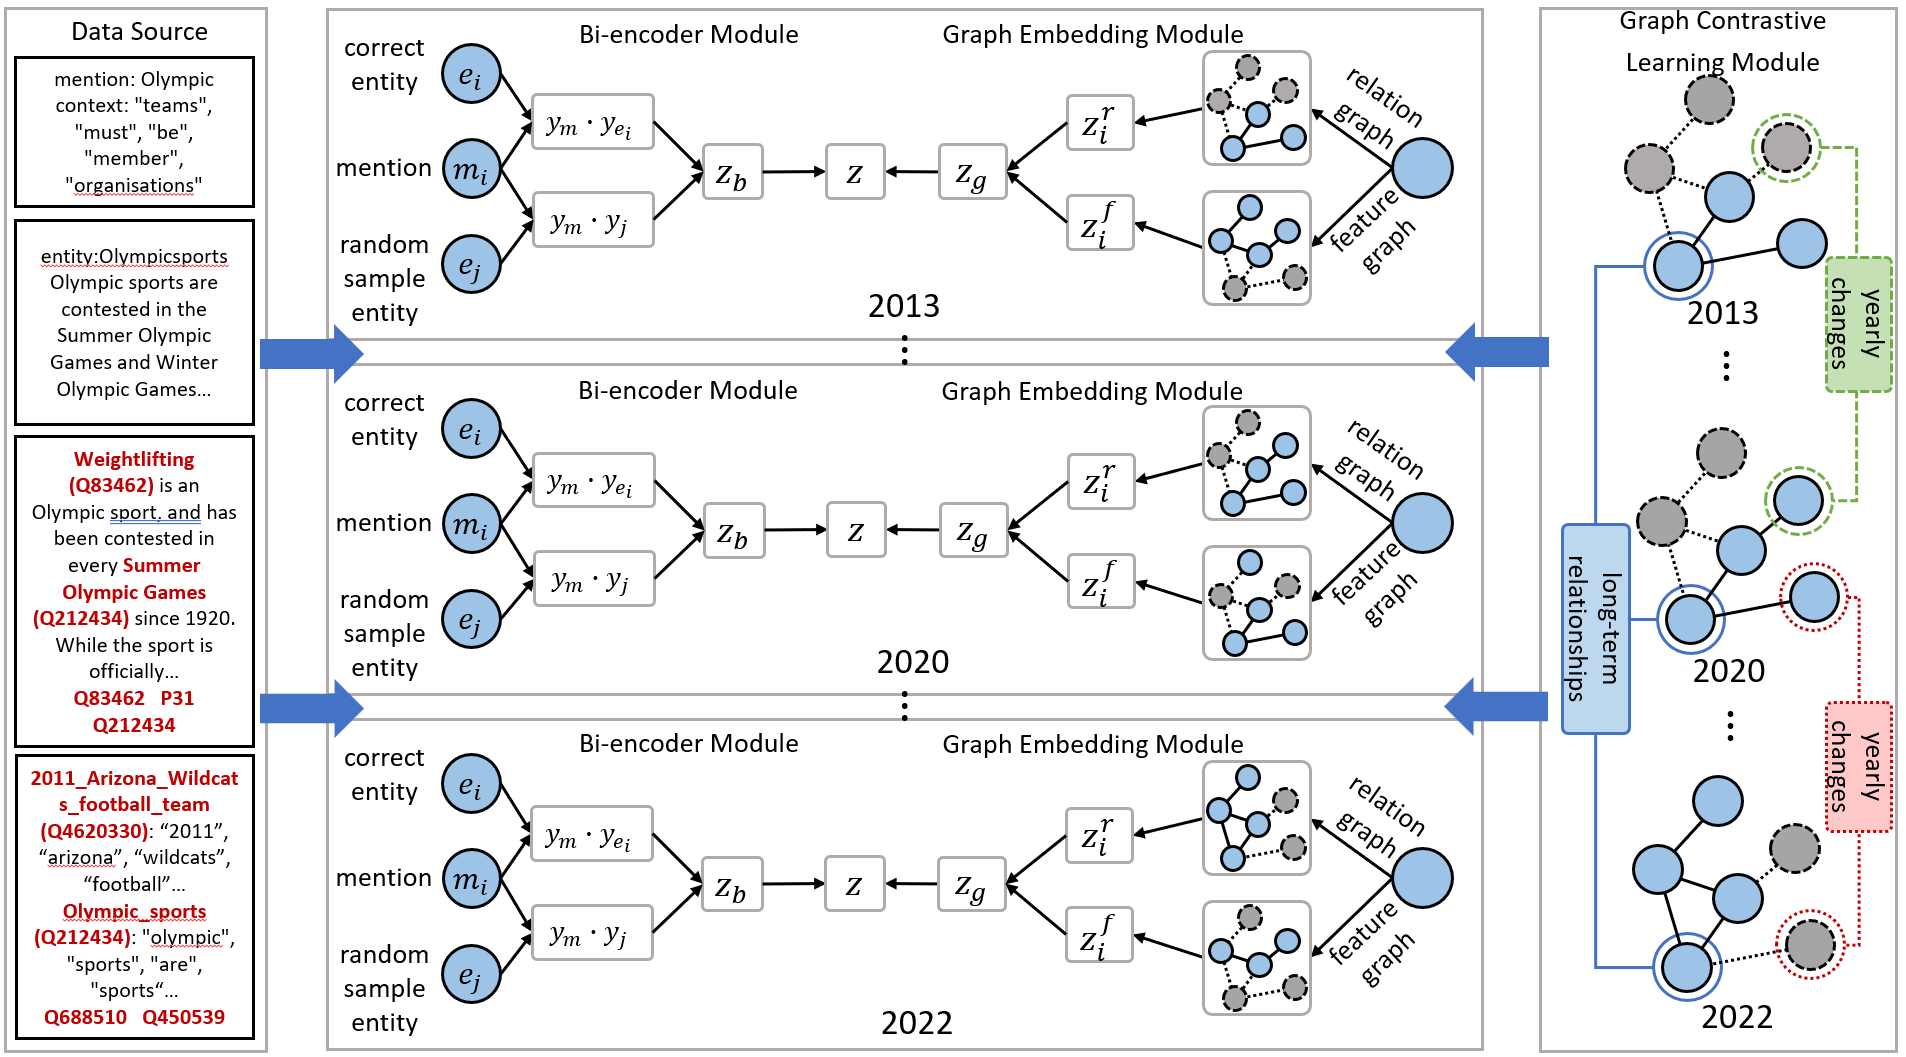 Data Source
mention: Olympic
context: "teams",
"must", "be",
"member",
"organisations"
entity:Olympicsports
Olympic sports are
contested in the
Summer Olympic
Games and Winter
Olympic Games...
Weightlifting
(Q83462) is an
Olympic sport, and has
been contested in
every Summer
Olympic Games
(Q212434) since 1920.
While the sport is
officially...
Q83462 P31
Q212434
2011_Arizona_Wildcat
s_football_team
(Q4620330): “2011”,
“arizona”, “wildcats”,
“football”...
Olympic_sports
(Q212434): "olympic",
"sports", "are",
"sports“...
Q688510 Q450539
Bi-encoder Module
Graph Embedding Module
correct
entity
e_i
mention
m_i
random
sample
entity
e_j
y_m · y_{e_i}
y_m · y_j
z_b
z
z_g
z_i^r
z_i^f
relation
graph
feature
graph
2013
Bi-encoder Module
Graph Embedding Module
correct
entity
e_i
mention
m_i
random
sample
entity
e_j
y_m · y_{e_i}
y_m · y_j
z_b
z
z_g
z_i^r
z_i^f
relation
graph
feature
graph
2020
Bi-encoder Module
Graph Embedding Module
correct
entity
e_i
mention
m_i
random
sample
entity
e_j
y_m · y_{e_i}
y_m · y_j
z_b
z
z_g
z_i^r
z_i^f
relation
graph
feature
graph
2022
Graph Contrastive
Learning Module
2013
yearly
changes
long-term
relationships
2020
yearly
changes
2022